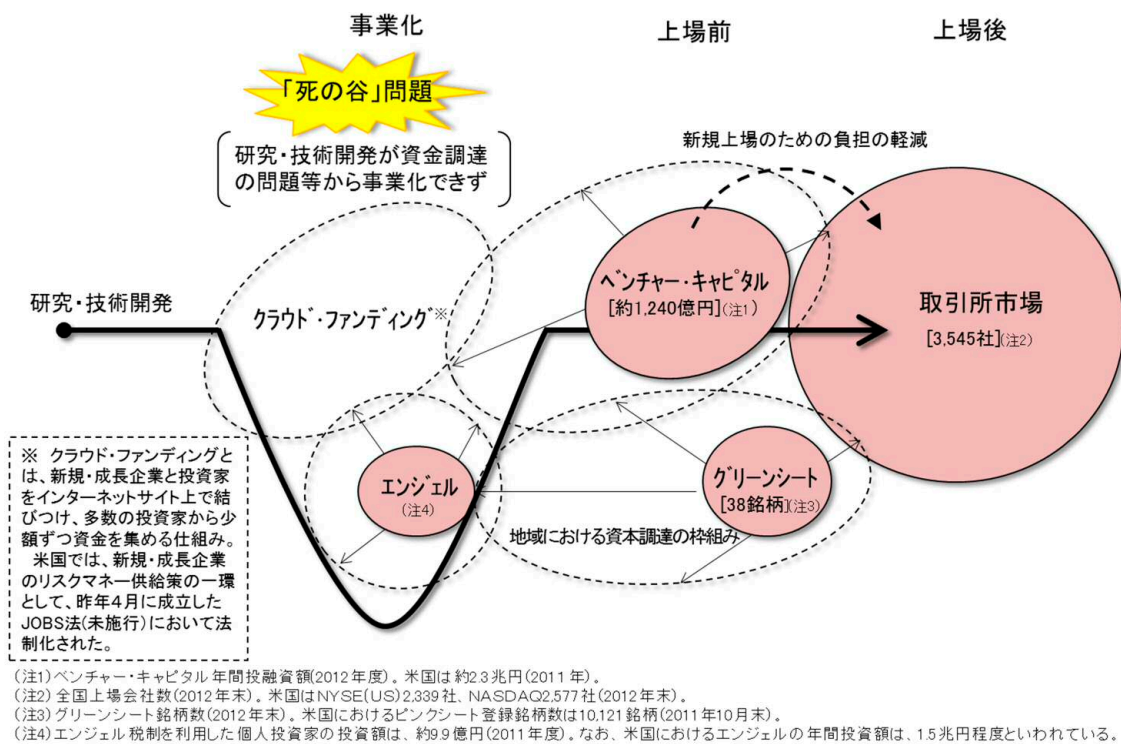 事業化
上場前
上場後
「死の谷」問題
研究・技術開発が資金調達
の問題等から事業化できず
新規上場のための負担の軽減
研究・技術開発
クラウド・ファンディング※
ベンチャー・キャピタル
[約1,240億円](注1)
取引所市場
[3,545社](注2)
エンジェル
(注4)
グリーンシート
[38銘柄](注3)
地域における資本調達の枠組み
※ クラウド・ファンディングと
は、新規・成長企業と投資家
をインターネットサイト上で結
びつけ、多数の投資家から少
額ずつ資金を集める仕組み。
米国では、新規・成長企業
のリスクマネー供給策の一環
として、昨年4月に成立した
JOBS法(未施行)において法
制化された。
(注1)ベンチャー・キャピタル年間投融資額(2012年度)。米国は約2.3兆円(2011年)。
(注2)全国上場会社数(2012年末)。米国はNYSE(US)2,339社、NASDAQ2,577社(2012年末)。
(注3)グリーンシート銘柄数(2012年末)。米国におけるピンクシート登録銘柄数は10,121銘柄(2011年10月末)。
(注4)エンジェル税制を利用した個人投資家の投資額は、約9.9億円(2011年度)。なお、米国におけるエンジェルの年間投資額は、1.5兆円程度といわれている。